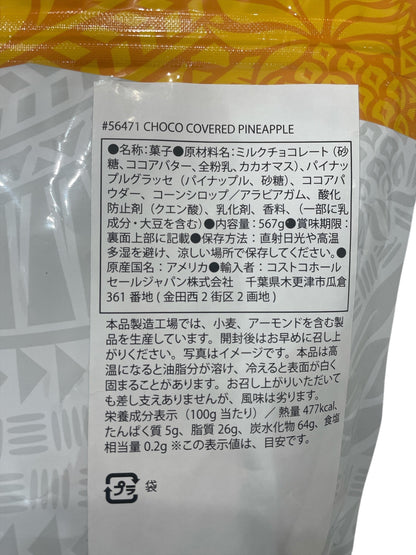 #56471 CHOCO COVERED PINEAPPLE
●名称:菓子●原材料名:ミルクチョコレート(砂
糖、ココアバター、全粉乳、カカオマス)、パイナッ
プルグラッセ(パイナップル、砂糖)、ココアパ
ウダー、コーンシロップ/アラビアガム、酸化
防止剤(クエン酸)、乳化剤、香料、(一部に乳
成分・大豆を含む)●内容量:567g●賞味期限:
裏面上部に記載●保存方法:直射日光や高温
多湿を避け、涼しい場所で保存してください。●
原産国名:アメリカ●輸入者:コストコホール
セールジャパン株式会社 千葉県木更津市瓜倉
361 番地(金田西2街区2画地)
本品製造工場では、小麦、アーモンドを含む製
品を生産しています。開封後はお早めに召し上
がりください。写真はイメージです。本品は高
温になると油脂分が溶け、冷えると表面が白く
固まることがあります。お召し上がりいただいて
も差し支えありませんが、風味は劣ります。
栄養成分表示(100g当たり)/ 熱量 477kcal、
たんぱく質 5g、脂質 26g、炭水化物 64g、食塩
相当量 0.2g ※この表示値は、目安です。
プラ 袋